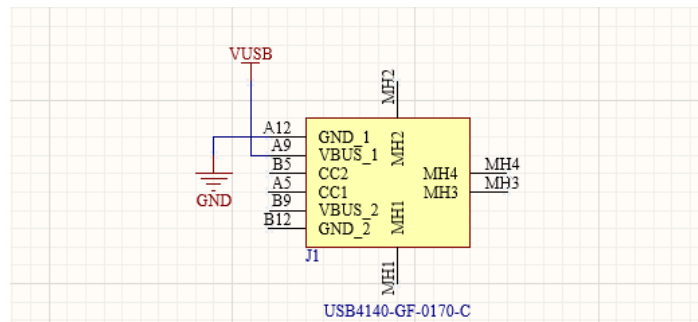 VUSB
MH2
A12
GND_1
MH2
A9
VBUS_1
B5
CC2
MH4
MH4
A5
CC1
MH3
MH3
GND
B9
VBUS_2
MH1
B12
GND_2
J1
MH1
USB4140-GF-0170-C